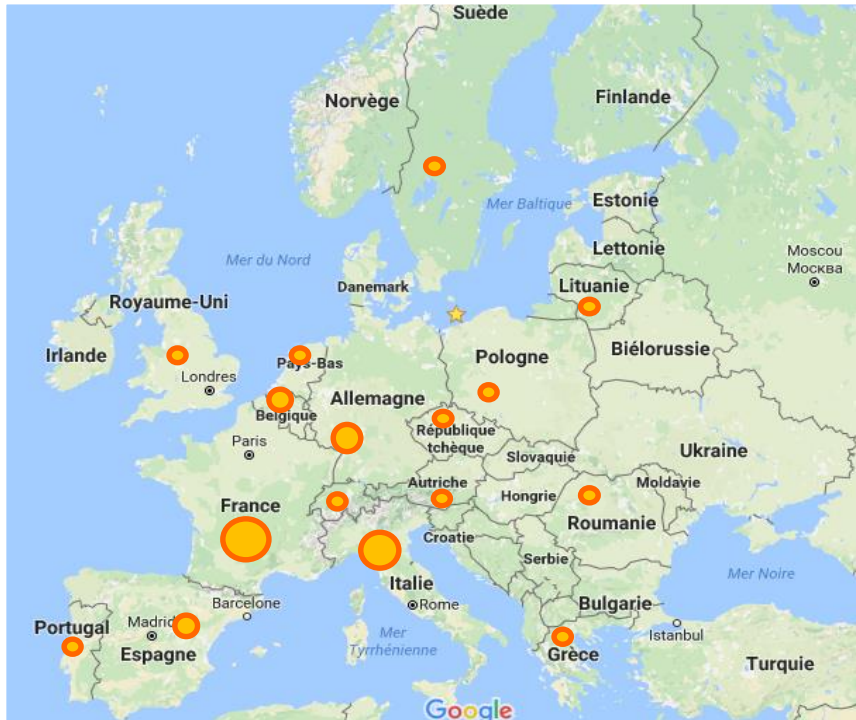 Suède
Norvège
Finlande
Mer Baltique
Estonie
Lettonie
Moscou
Москва
Mer du Nord
Danemark
Lituanie
Royaume-Uni
Irlande
Biélorussie
Pays-Bas
Pologne
Londres
Allemagne
Belgique
République
tchèque
Paris
Ukraine
Slovaquie
Autriche
Moldavie
Hongrie
France
Roumanie
Croatie
Serbie
Mer Noire
Italie
Barcelone
Rome
Bulgarie
Portugal
Madrid
Istanbul
Mer
Tyrrhénienne
Espagne
Grèce
Turquie
Google